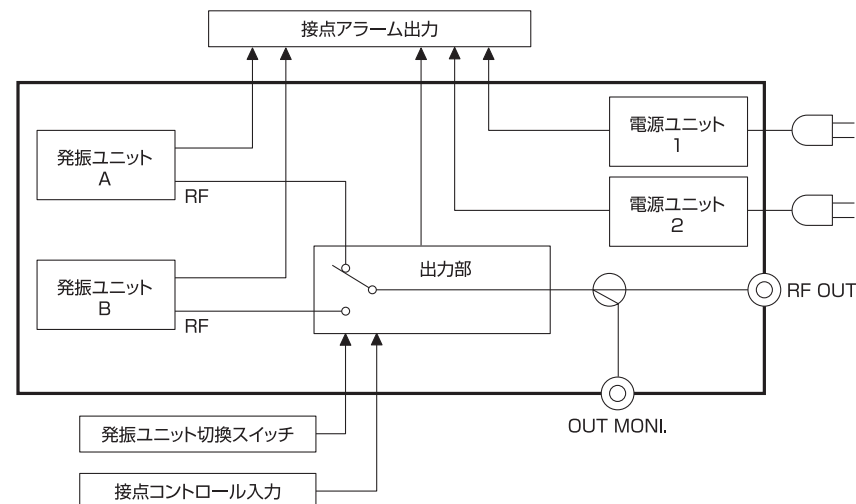 接点アラーム出力
発振ユニット
A
RF
電源ユニット
1
電源ユニット
2
発振ユニット
B
RF
出力部
RF OUT
OUT MONI.
発振ユニット切換スイッチ
接点コントロール入力